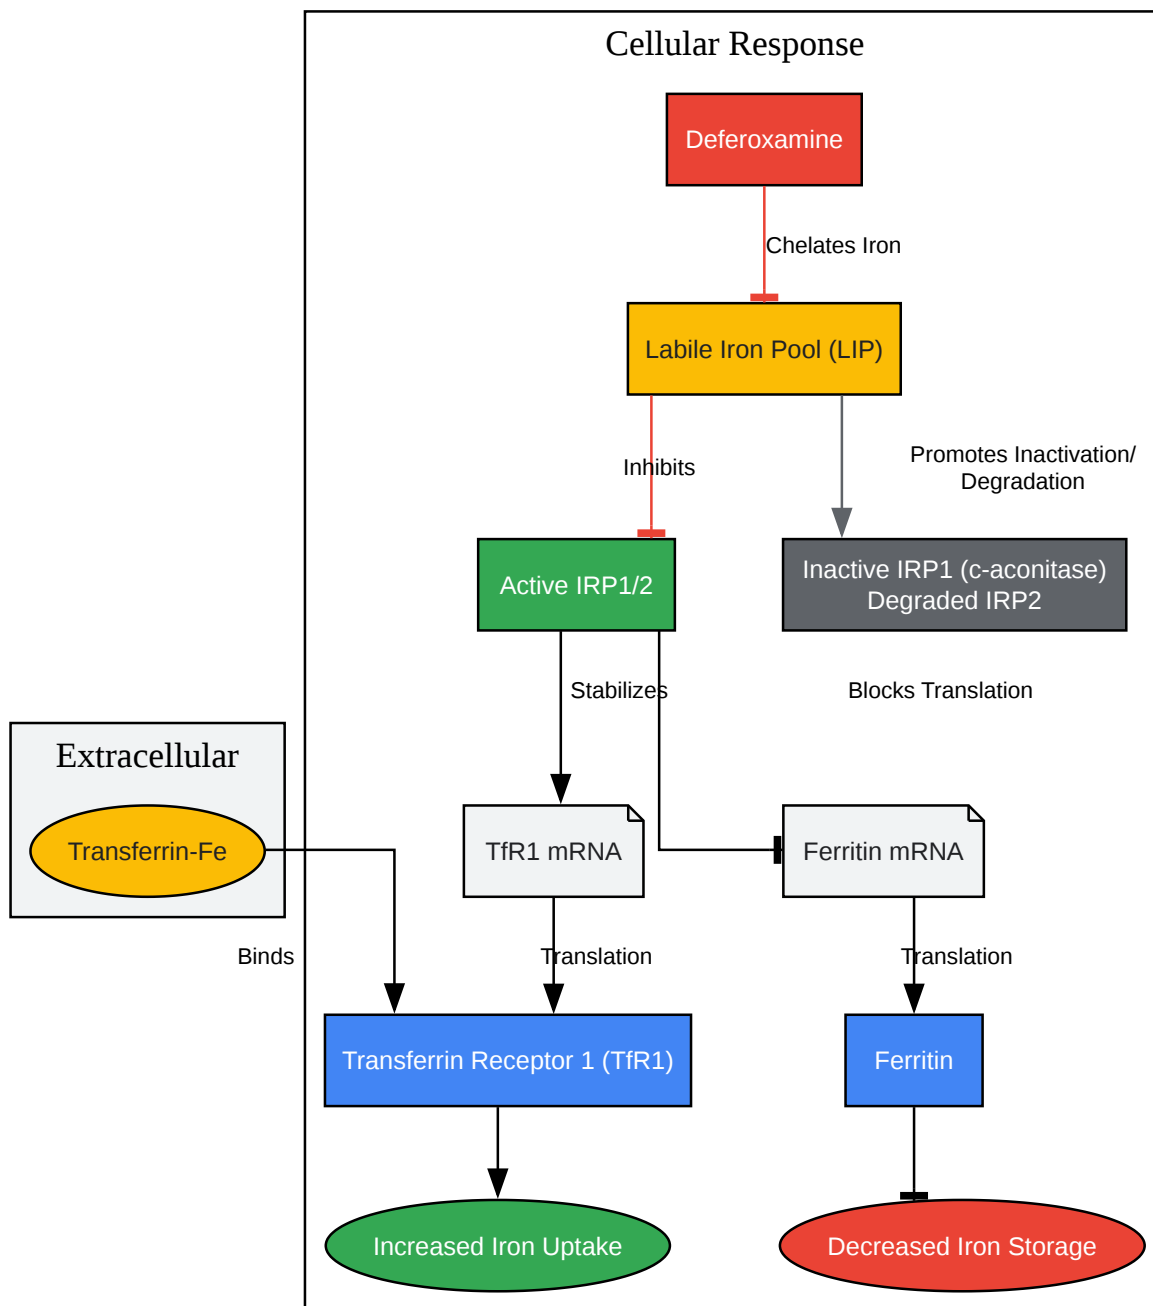 Cellular Response
Deferoxamine
Chelates Iron
Labile Iron Pool (LIP)
Inhibits
Promotes Inactivation/
Degradation
Active IRP1/2
Inactive IRP1 (c-aconitase)
Degraded IRP2
Stabilizes
Blocks Translation
Extracellular
Transferrin-Fe
TfR1 mRNA
Ferritin mRNA
Binds
Translation
Translation
Transferrin Receptor 1 (TfR1)
Ferritin
Increased Iron Uptake
Decreased Iron Storage